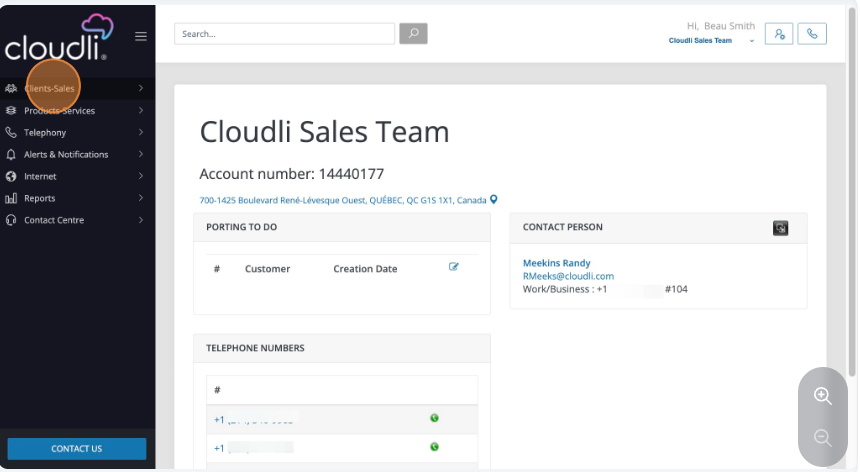 cloudli
Search...
Hi, Beau Smith
Cloudli Sales Team
Clients-Sales
Products-Services
Telephony
Alerts & Notifications
Internet
Reports
Contact Centre
CONTACT US
Cloudli Sales Team
Account number: 14440177
700-1425 Boulevard René-Lévesque Ouest, QUÉBEC, QC G1S 1X1, Canada
PORTING TO DO
# Customer Creation Date
CONTACT PERSON
Meekins Randy
RMeeks@cloudli.com
Work/Business : +1 #104
TELEPHONE NUMBERS
#
+1
+1